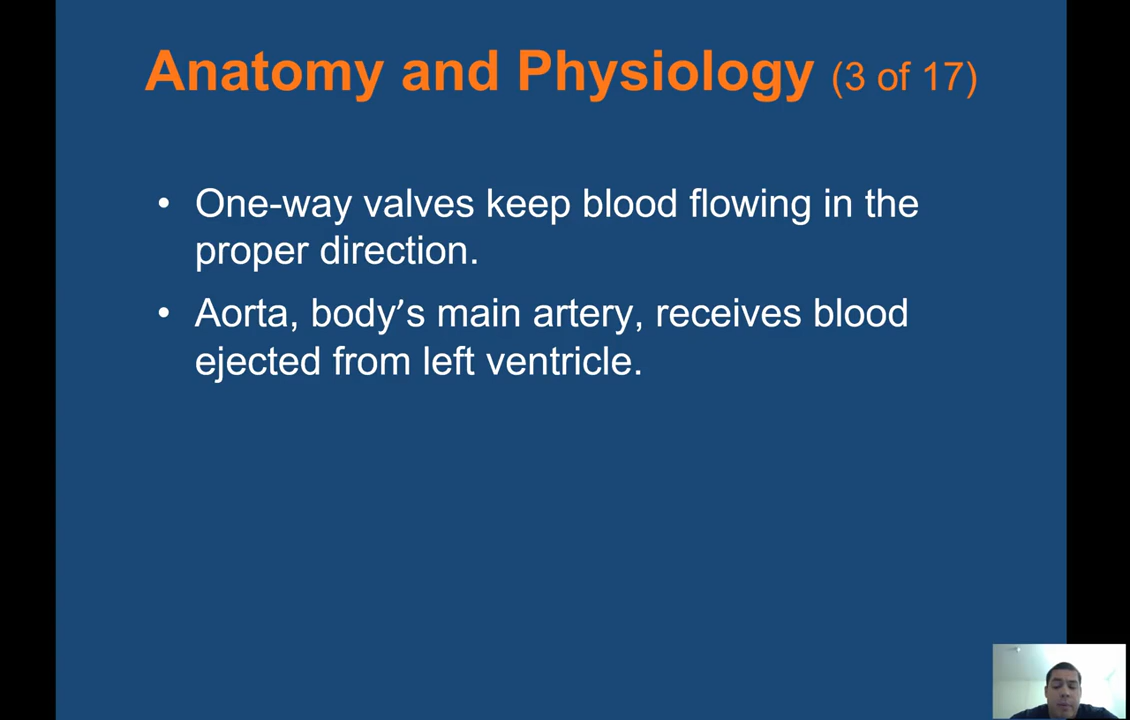 Anatomy and Physiology (3 of 17)
• One-way valves keep blood flowing in the
proper direction.
• Aorta, body’s main artery, receives blood
ejected from left ventricle.